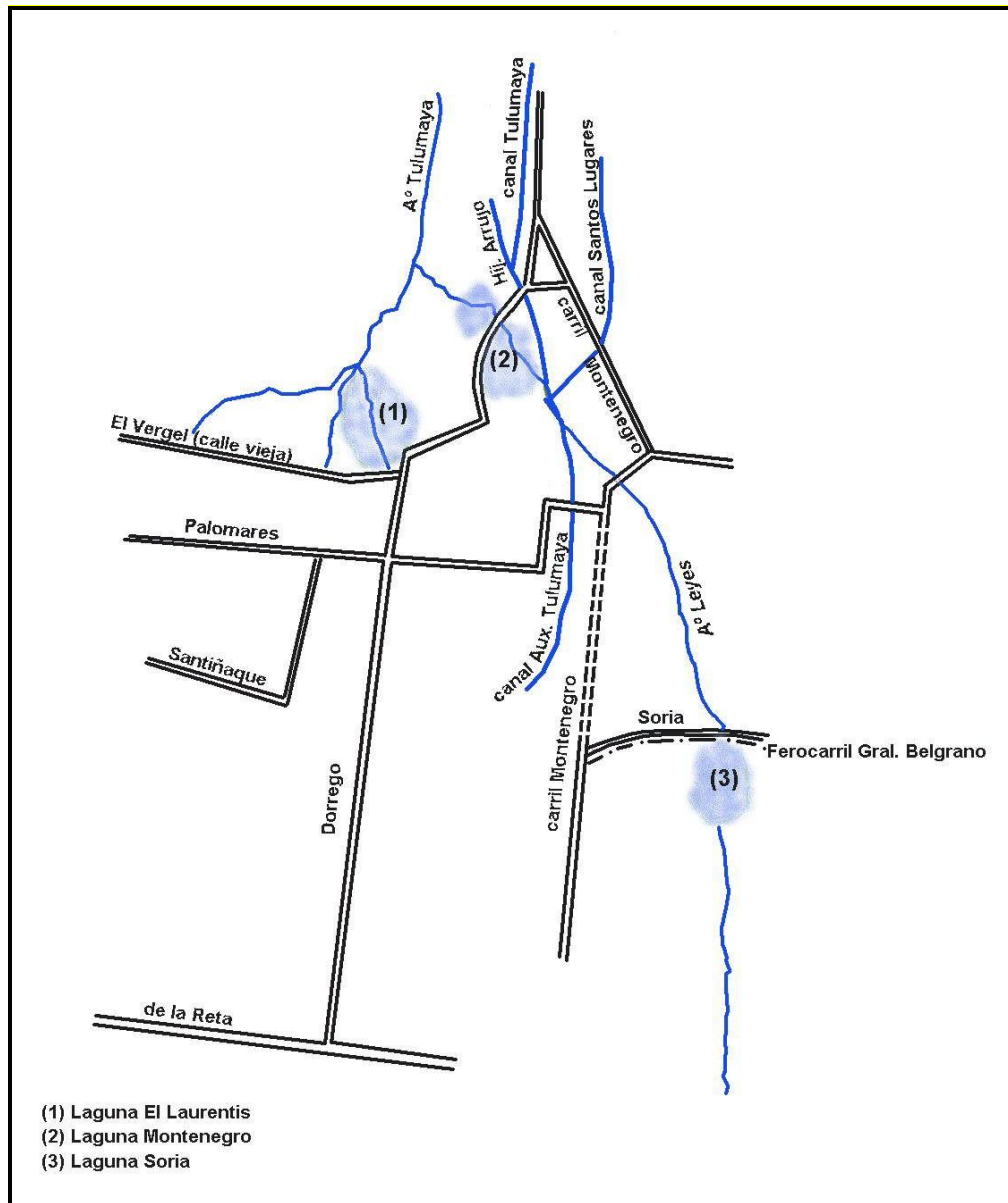 canal Tulumaya
Aº Tulumaya
canal Santos Lugares
Hij. Arrujo
carril
Montenegro
(2)
(1)
El Vergel (calle vieja)
Palomares
canal Aux. Tulumaya
Aº Leyes
Santiñaque
Soria
Ferocarril Gral. Belgrano
(3)
carril Montenegro
Dorrego
de la Reta
(1) Laguna El Laurentis
(2) Laguna Montenegro
(3) Laguna Soria